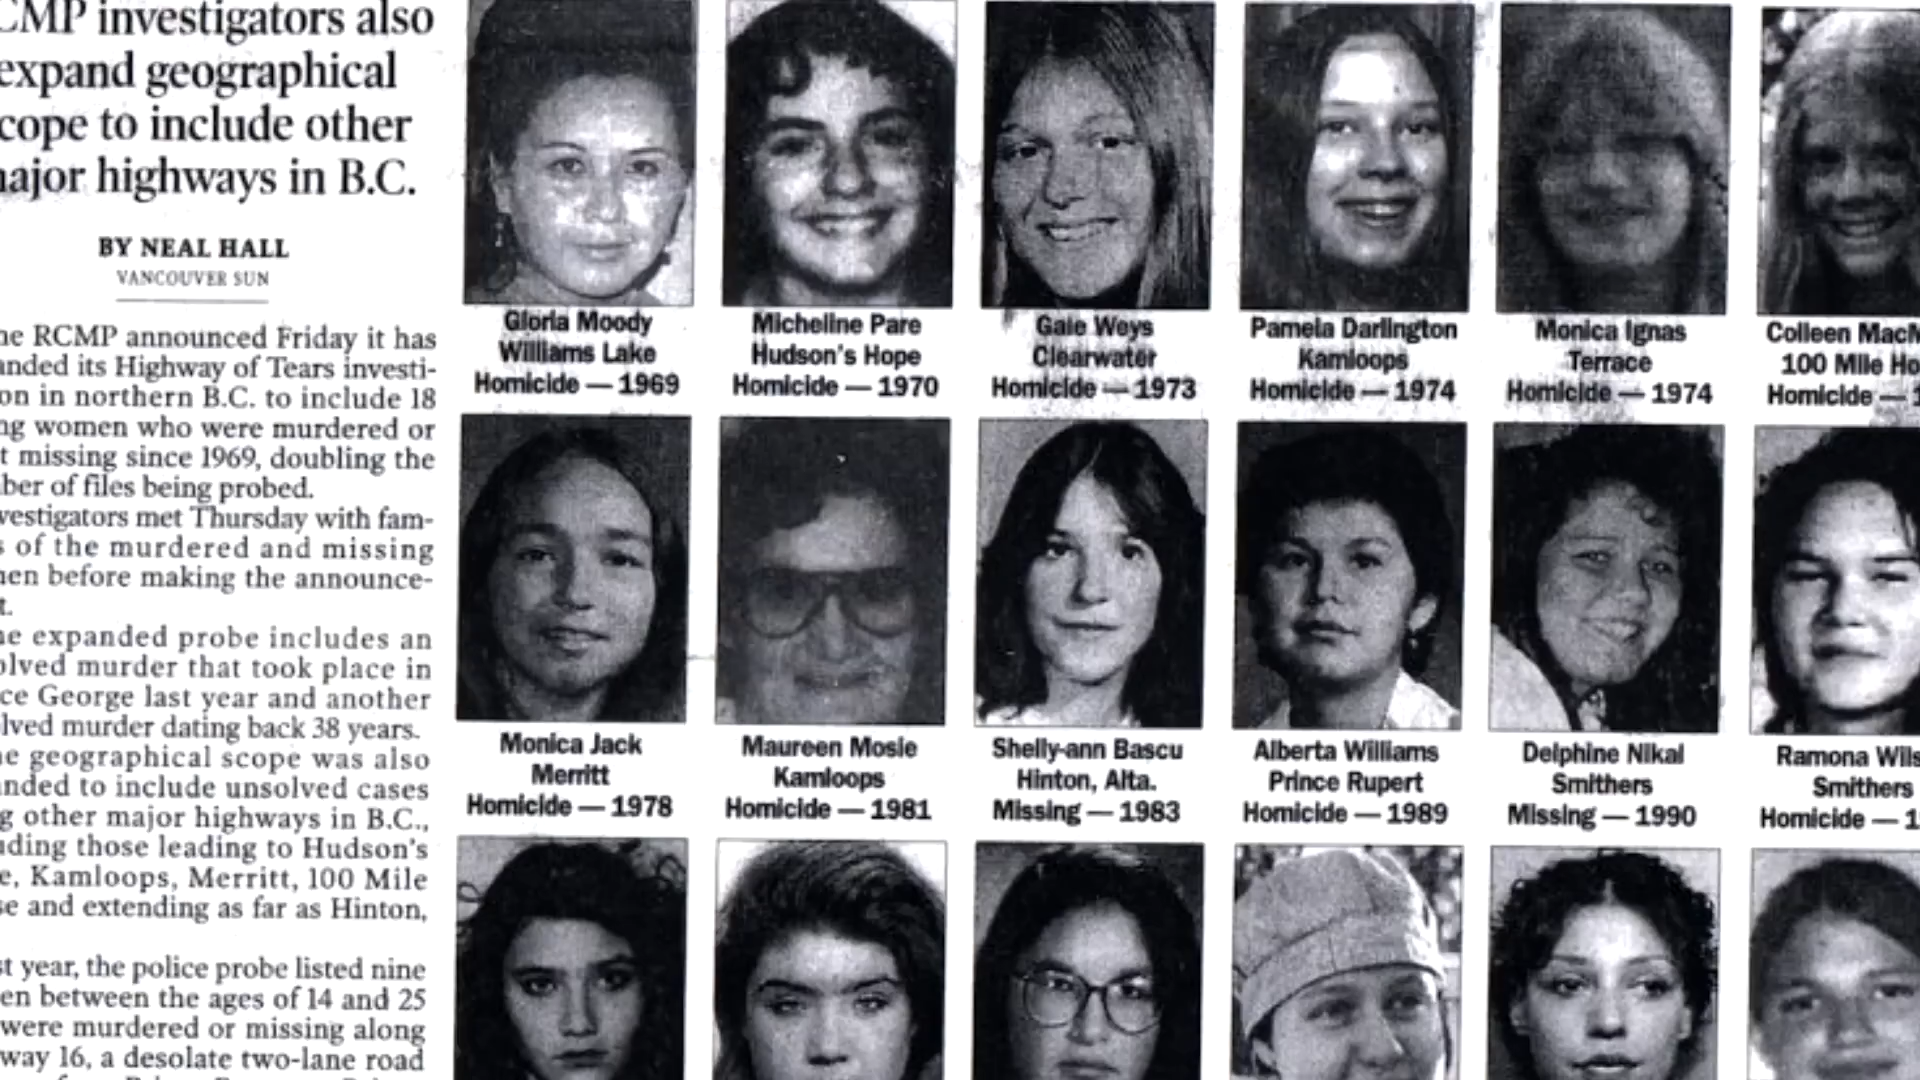 CMP investigators also
expand geographical
cope to include other
ajor highways in B.C.
BY NEAL HALL
VANCOUVER SUN
he RCMP announced Friday it has
anded its Highway of Tears investi-
on in northern B.C. to include 18
ng women who were murdered or
t missing since 1969, doubling the
ber of files being probed.
vestigators met Thursday with fam-
s of the murdered and missing
en before making the announce-
t.
he expanded probe includes an
olved murder that took place in
ce George last year and another
lved murder dating back 38 years.
he geographical scope was also
anded to include unsolved cases
g other major highways in B.C.,
uding those leading to Hudson's
e, Kamloops, Merritt, 100 Mile
se and extending as far as Hinton,
st year, the police probe listed nine
en between the ages of 14 and 25
were murdered or missing along
way 16, a desolate two-lane road
Gloria Moody
Williams Lake
Homicide — 1969
Micheline Pare
Hudson's Hope
Homicide — 1970
Gale Weys
Clearwater
Homicide — 1973
Pamela Darlington
Kamloops
Homicide — 1974
Monica Ignas
Terrace
Homicide — 1974
Colleen MacM
100 Mile Ho
Homicide — 1
Monica Jack
Merritt
Homicide — 1978
Maureen Mosie
Kamloops
Homicide — 1981
Shelly-ann Bascu
Hinton, Alta.
Missing — 1983
Alberta Williams
Prince Rupert
Homicide — 1989
Delphine Nikal
Smithers
Missing — 1990
Ramona Wils
Smithers
Homicide — 1